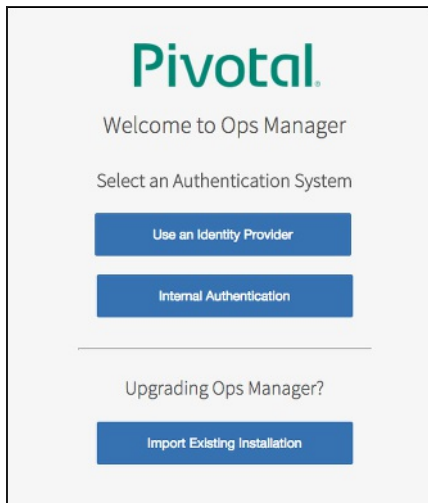 Pivotal®
Welcome to Ops Manager
Select an Authentication System
Use an Identity Provider
Internal Authentication
Upgrading Ops Manager?
Import Existing Installation